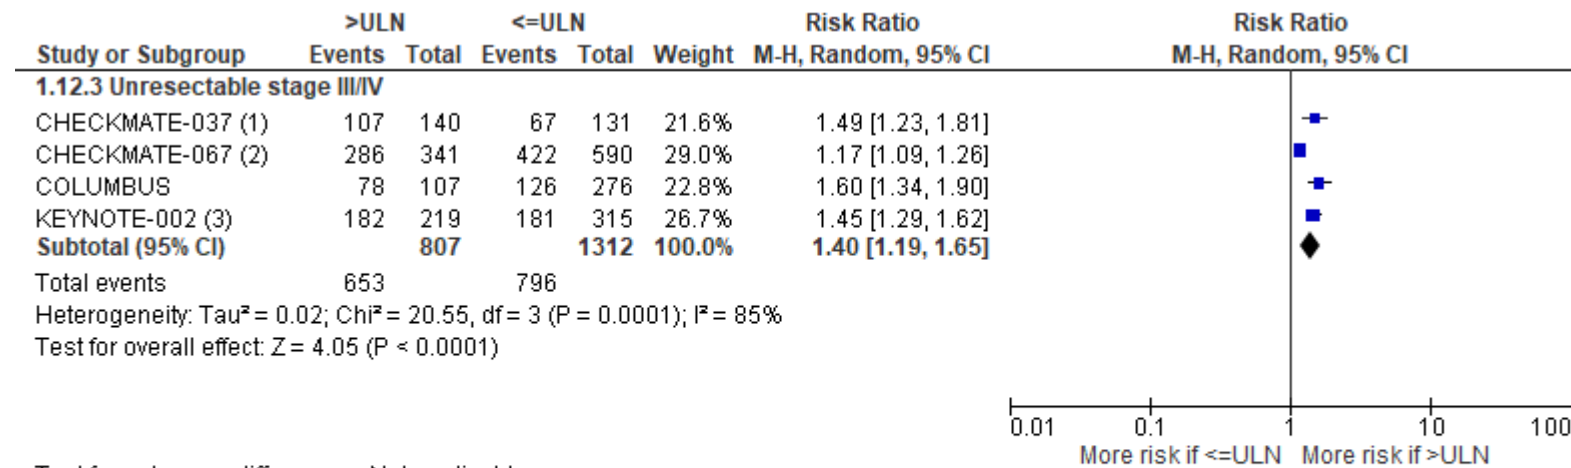 >ULN <=ULN Risk Ratio Risk Ratio
Study or Subgroup Events Total Events Total Weight M-H, Random, 95% CI M-H, Random, 95% CI
1.12.3 Unresectable stage III/IV
CHECKMATE-037 (1) 107 140 67 131 21.6% 1.49 [1.23, 1.81]
CHECKMATE-067 (2) 286 341 422 590 29.0% 1.17 [1.09, 1.26]
COLUMBUS 78 107 126 276 22.8% 1.60 [1.34, 1.90]
KEYNOTE-002 (3) 182 219 181 315 26.7% 1.45 [1.29, 1.62]
Subtotal (95% CI) 807 1312 100.0% 1.40 [1.19, 1.65]
Total events 653 796
Heterogeneity: Tau² = 0.02; Chi² = 20.55, df = 3 (P = 0.0001); I² = 85%
Test for overall effect: Z = 4.05 (P < 0.0001)
0.01 0.1 1 10 100
More risk if <=ULN More risk if >ULN